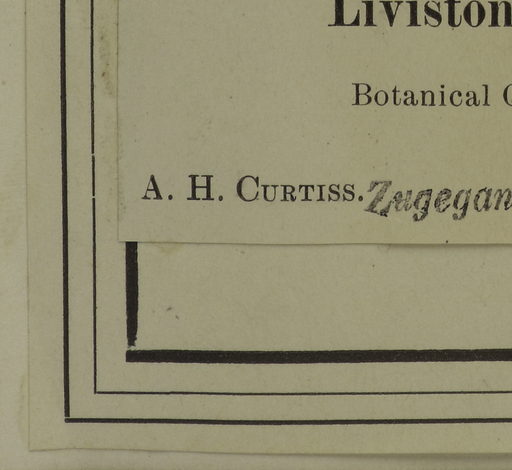 Liviston
Botanical
A. H. CURTISS. Zugegan